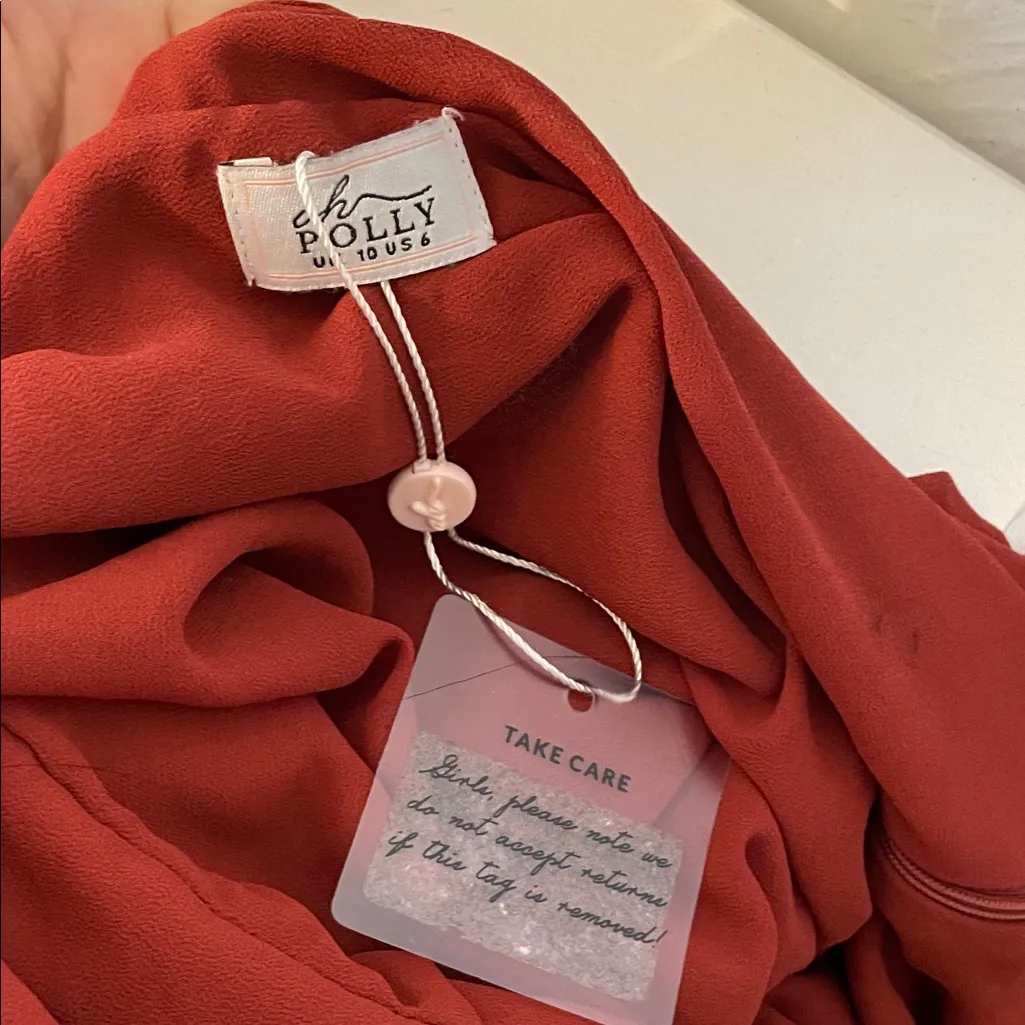 oh
POLLY
10 US 6
TAKE CARE
Girls, please note we
do not accept returns
if this tag is removed!